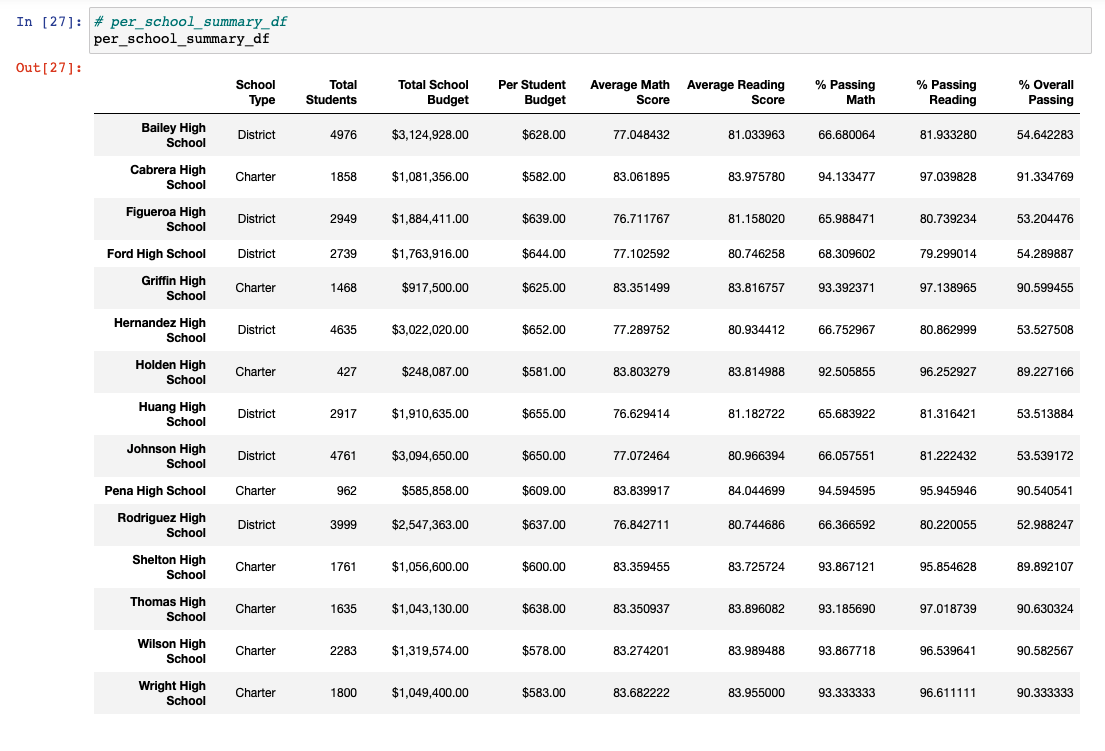 In [27]: # per_school_summary_df
per_school_summary_df
Out[27]:
School Type Total Students Total School Budget Per Student Budget Average Math Score Average Reading Score % Passing Math % Passing Reading % Overall Passing
Bailey High School District 4976 $3,124,928.00 $628.00 77.048432 81.033963 66.680064 81.933280 54.642283
Cabrera High School Charter 1858 $1,081,356.00 $582.00 83.061895 83.975780 94.133477 97.039828 91.334769
Figueroa High School District 2949 $1,884,411.00 $639.00 76.711767 81.158020 65.988471 80.739234 53.204476
Ford High School District 2739 $1,763,916.00 $644.00 77.102592 80.746258 68.309602 79.299014 54.289887
Griffin High School Charter 1468 $917,500.00 $625.00 83.351499 83.816757 93.392371 97.138965 90.599455
Hernandez High School District 4635 $3,022,020.00 $652.00 77.289752 80.934412 66.752967 80.862999 53.527508
Holden High School Charter 427 $248,087.00 $581.00 83.803279 83.814988 92.505855 96.252927 89.227166
Huang High School District 2917 $1,910,635.00 $655.00 76.629414 81.182722 65.683922 81.316421 53.513884
Johnson High School District 4761 $3,094,650.00 $650.00 77.072464 80.966394 66.057551 81.222432 53.539172
Pena High School Charter 962 $585,858.00 $609.00 83.839917 84.044699 94.594595 95.945946 90.540541
Rodriguez High School District 3999 $2,547,363.00 $637.00 76.842711 80.744686 66.366592 80.220055 52.988247
Shelton High School Charter 1761 $1,056,600.00 $600.00 83.359455 83.725724 93.867121 95.854628 89.892107
Thomas High School Charter 1635 $1,043,130.00 $638.00 83.350937 83.896082 93.185690 97.018739 90.630324
Wilson High School Charter 2283 $1,319,574.00 $578.00 83.274201 83.989488 93.867718 96.539641 90.582567
Wright High School Charter 1800 $1,049,400.00 $583.00 83.682222 83.955000 93.333333 96.611111 90.333333